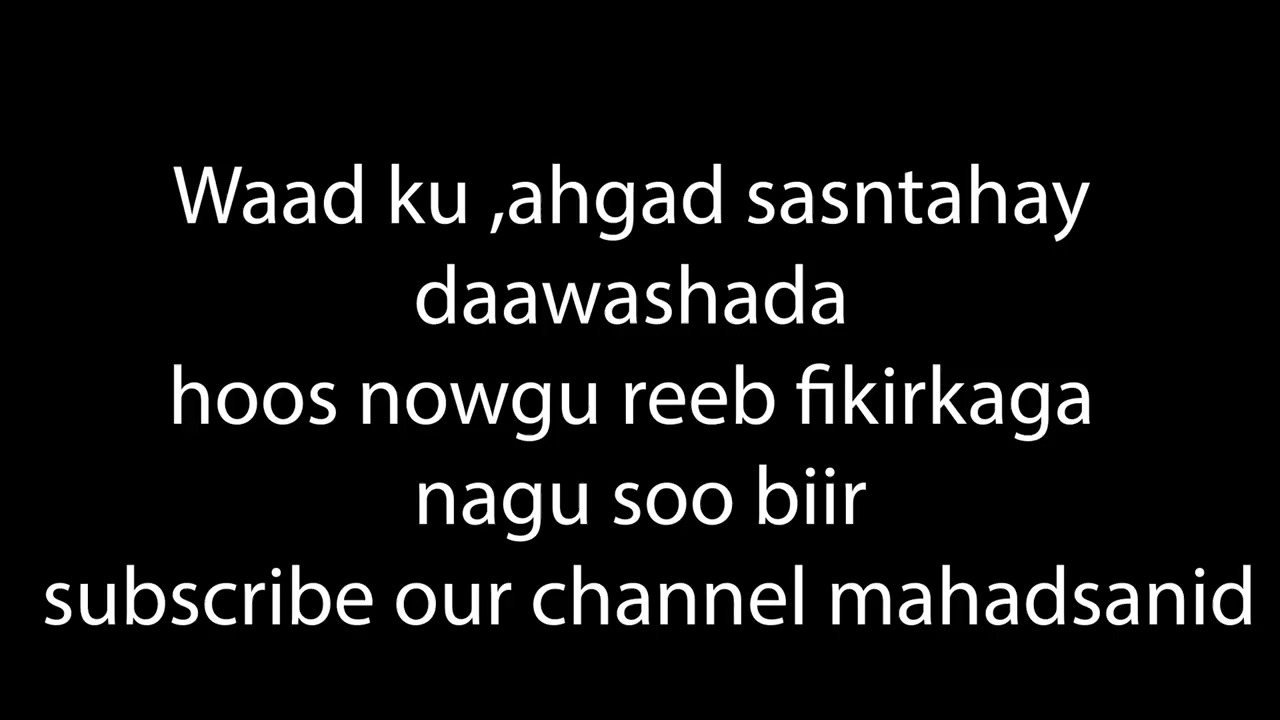 Waad ku ,ahgad sasntahay
daawashada
hoos nowgu reeb fikirkaga
nagu soo biir
subscribe our channel mahadsanid